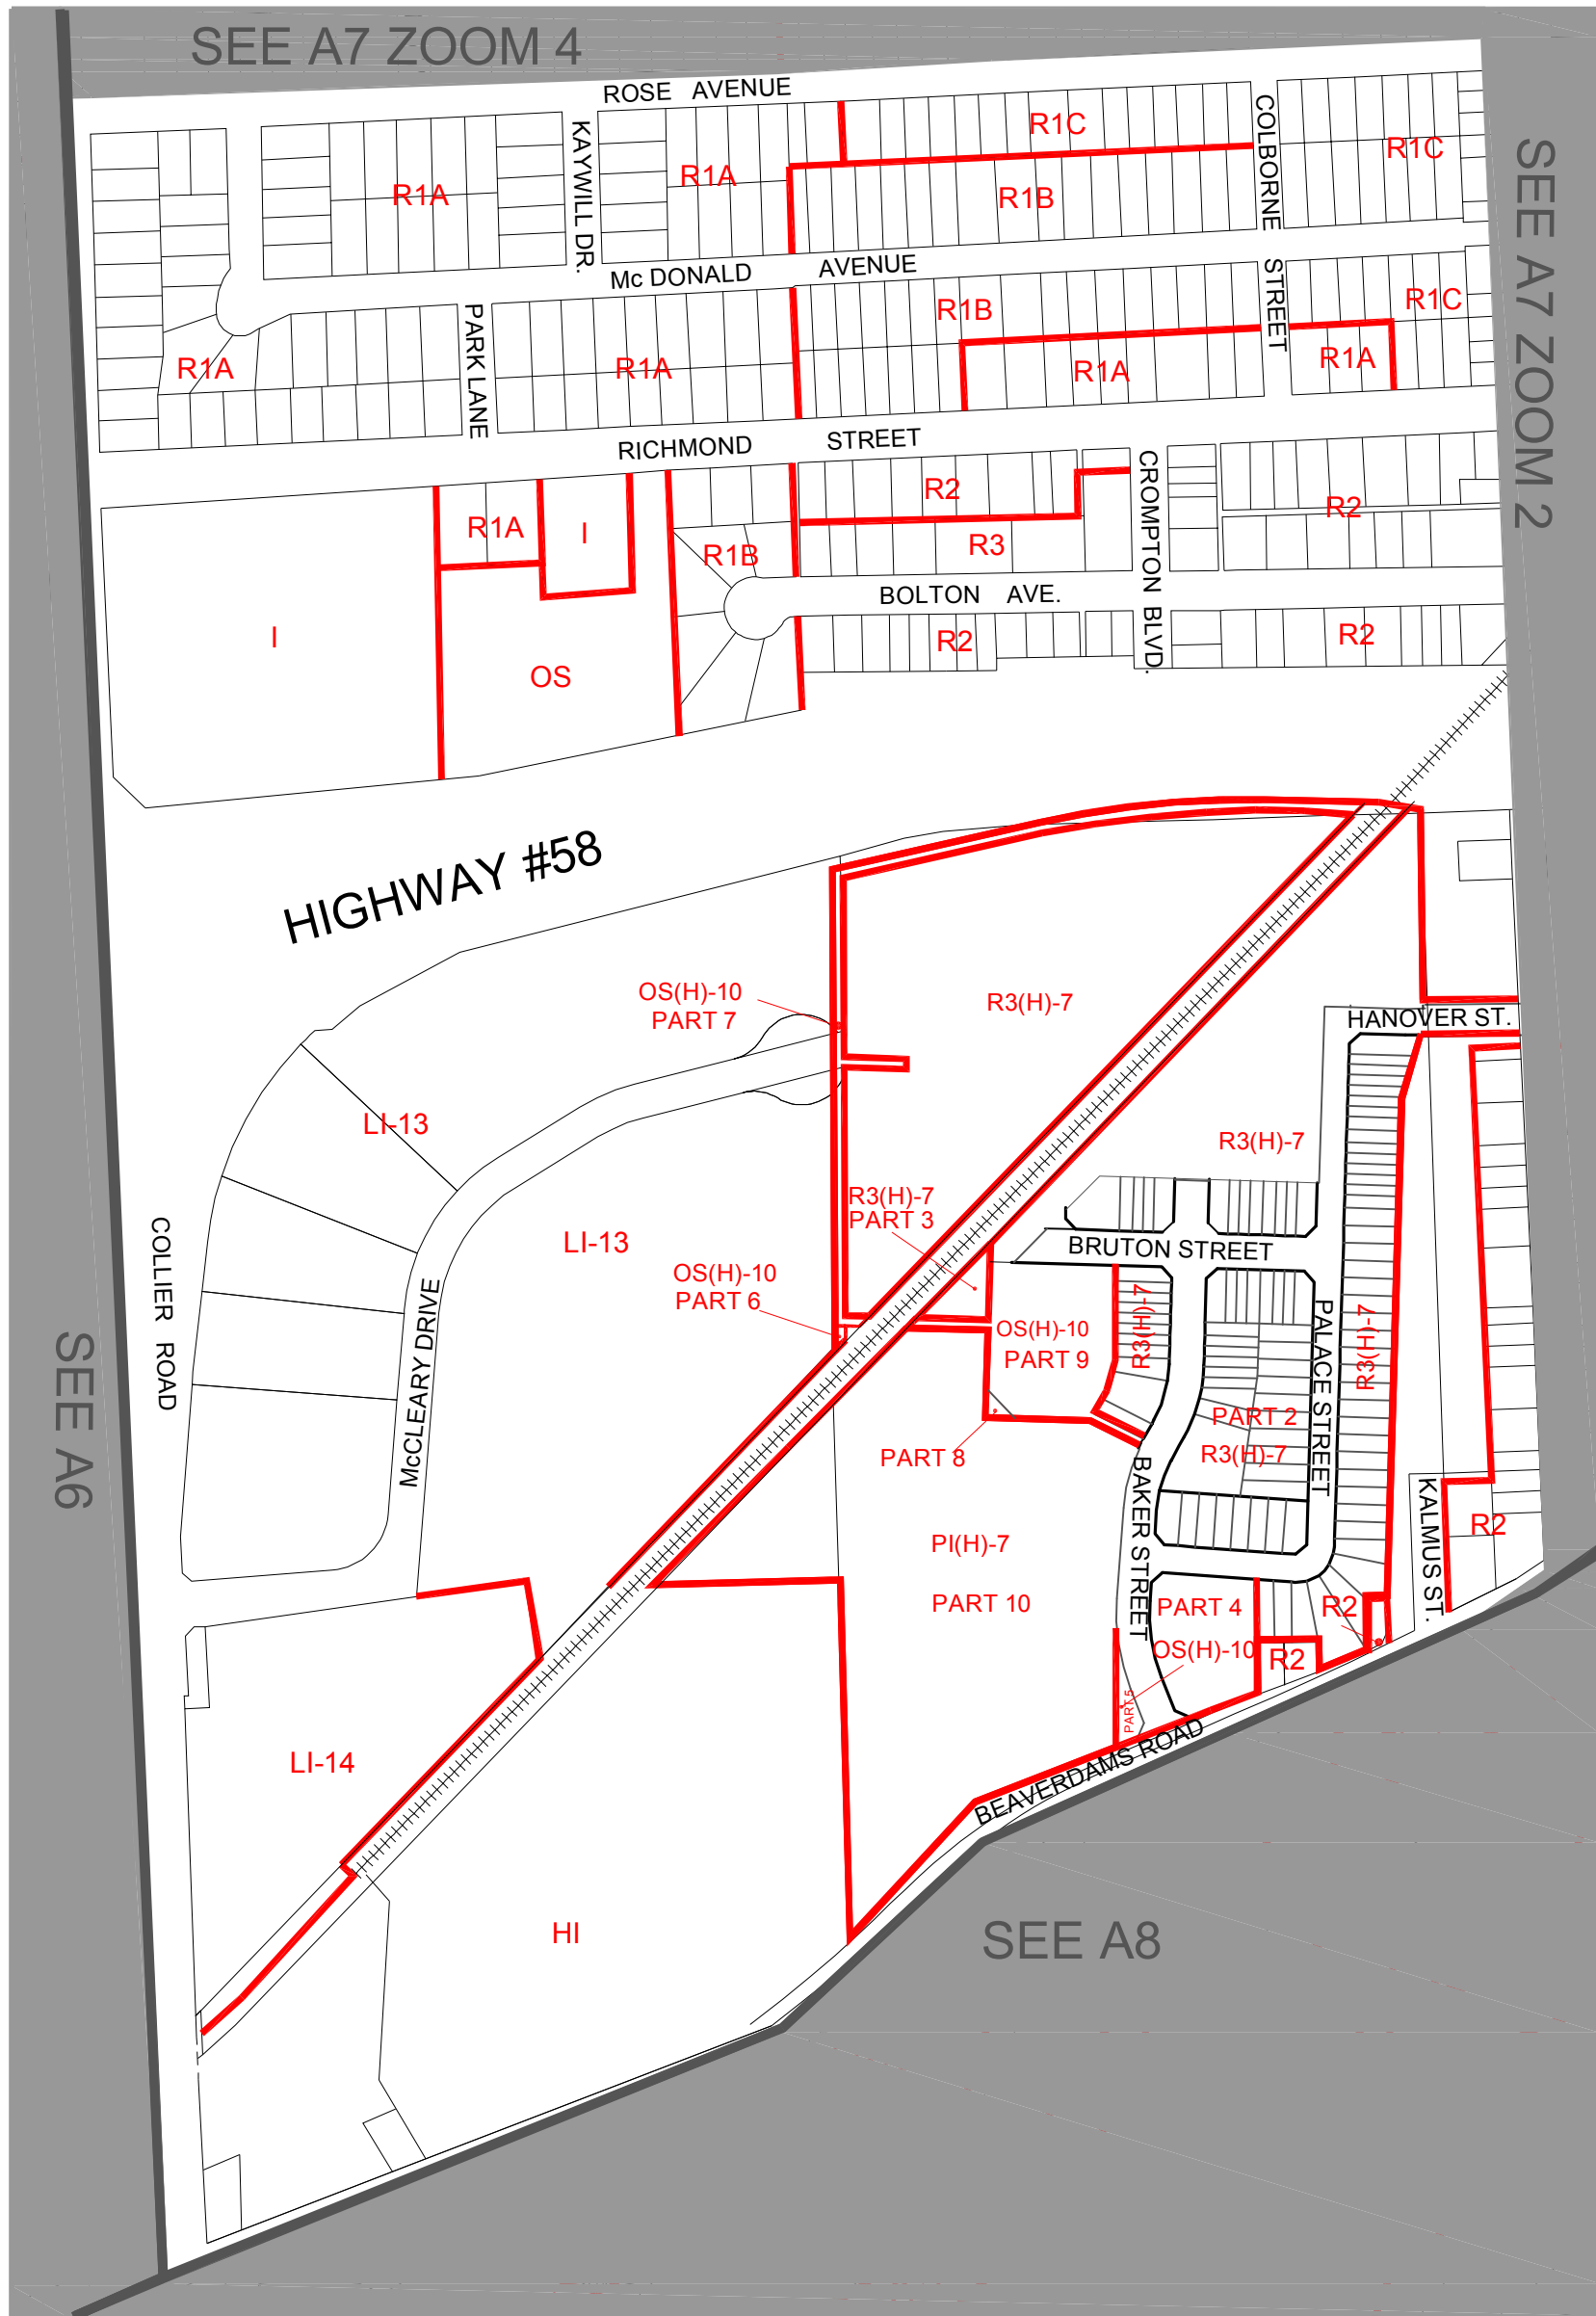 SEE A7 ZOOM 4
ROSE AVENUE
KAYWILL DR.
COLBORNE STREET
R1C
R1C
R1A
R1A
R1B
SEE A7 ZOOM 2
Mc DONALD AVENUE
PARK LANE
R1B
R1C
R1A
R1A
R1A
R1A
RICHMOND STREET
CROMPTON BLVD.
R1A
I
R1B
R2
R3
R2
BOLTON AVE.
I
OS
R2
R2
HIGHWAY #58
OS(H)-10
PART 7
R3(H)-7
HANOVER ST.
LI-13
R3(H)-7
R3(H)-7
PART 3
LI-13
BRUTON STREET
COLLIER ROAD
OS(H)-10
PART 6
McCLEARY DRIVE
OS(H)-10
PART 9
R3(H)-7
PALACE STREET
R3(H)-7
SEE A6
PART 2
R3(H)-7
PART 8
BAKER STREET
KALMUS ST.
R2
PI(H)-7
PART 10
PART 4
R2
OS(H)-10
R2
PART 5
BEAVERDAMS ROAD
LI-14
HI
SEE A8